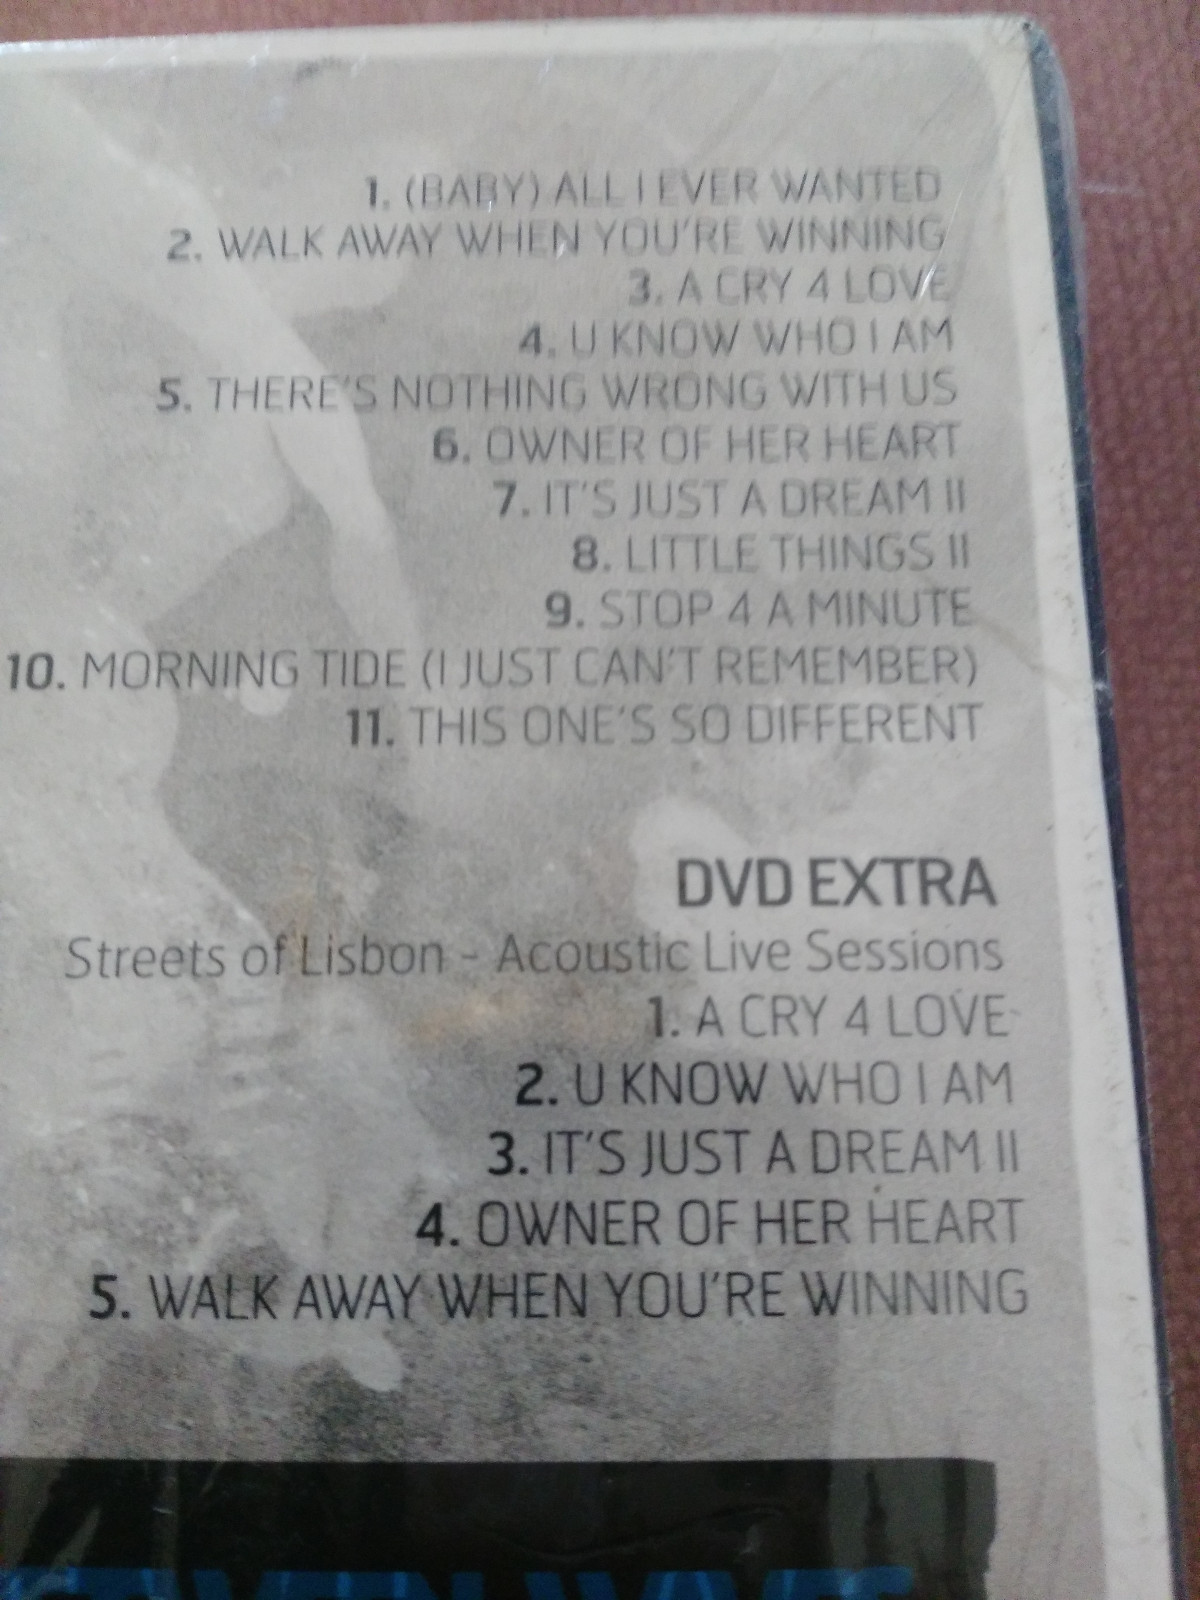 1. (BABY) ALL I EVER WANTED
2. WALK AWAY WHEN YOU'RE WINNING
3. A CRY 4 LOVE
4. U KNOW WHO I AM
5. THERE'S NOTHING WRONG WITH US
6. OWNER OF HER HEART
7. IT'S JUST A DREAM II
8. LITTLE THINGS II
9. STOP 4 A MINUTE
10. MORNING TIDE (I JUST CAN'T REMEMBER)
11. THIS ONE'S SO DIFFERENT
DVD EXTRA
Streets of Lisbon - Acoustic Live Sessions
1. A CRY 4 LOVE
2. U KNOW WHO I AM
3. IT'S JUST A DREAM II
4. OWNER OF HER HEART
5. WALK AWAY WHEN YOU'RE WINNING